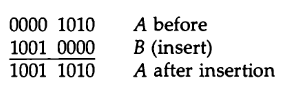 0000 1010 A before
1001 0000 B (insert)
1001 1010 A after insertion